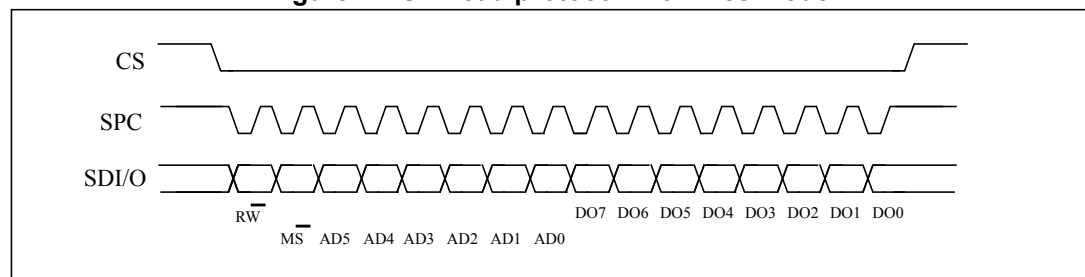 CS
SPC
SDI/O
RW
DO7 DO6 DO5 DO4 DO3 DO2 DO1 DO0
MS AD5 AD4 AD3 AD2 AD1 AD0